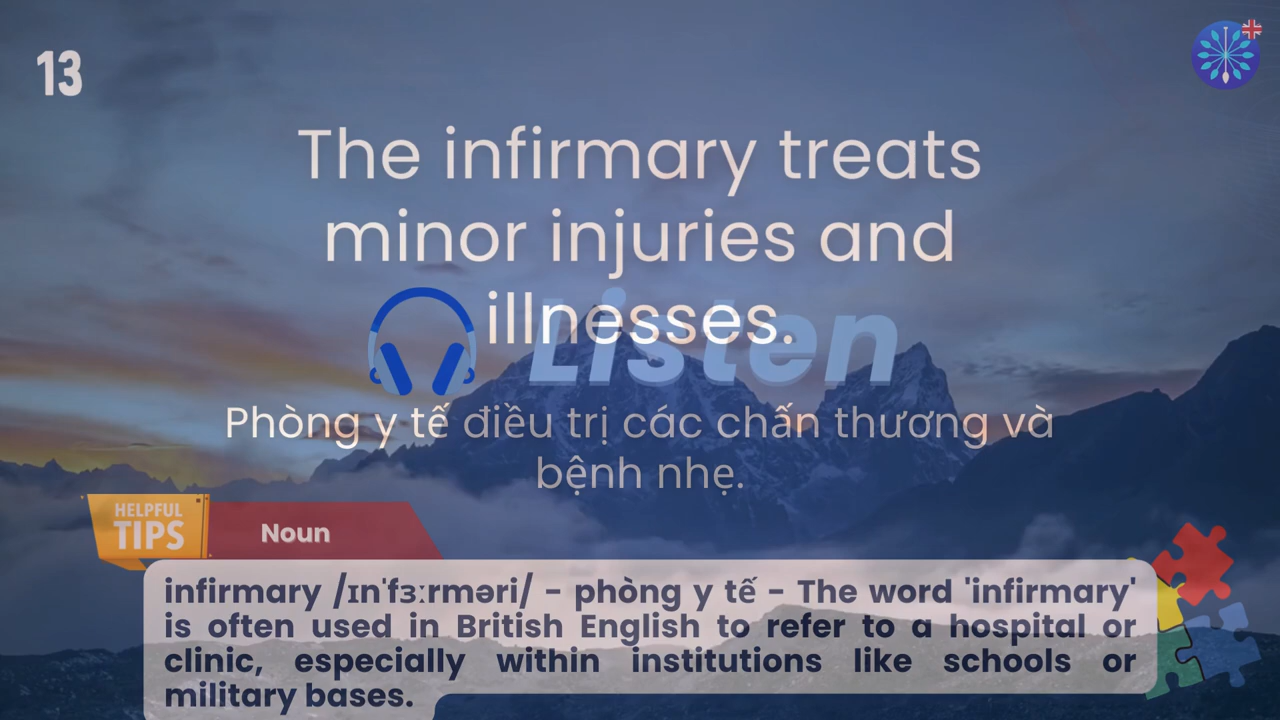 13
The infirmary treats
minor injuries and
illnesses.
Listen
Phòng y tế điều trị các chấn thương và
bệnh nhẹ.
HELPFUL
TIPS
Noun
infirmary /ɪnˈfɜːrməri/ - phòng y tế - The word 'infirmary'
is often used in British English to refer to a hospital or
clinic, especially within institutions like schools or
military bases.